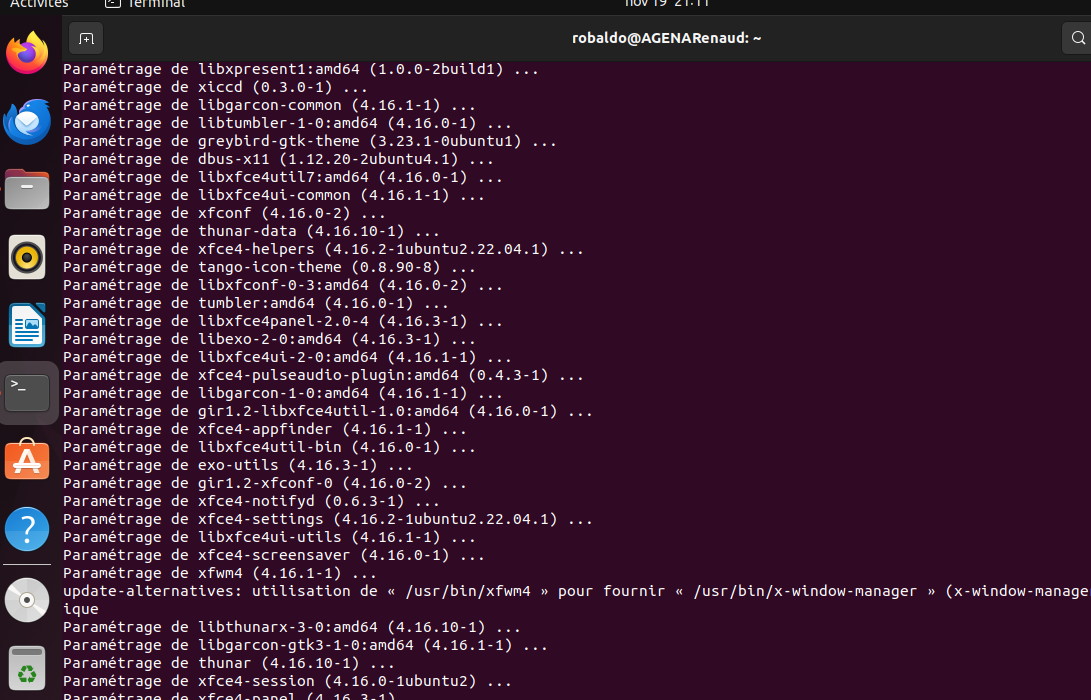 Activités Terminal nov 19 21:11
robaldo@AGENARenaud: ~
Paramétrage de libxpresent1:amd64 (1.0.0-2build1) ...
Paramétrage de xiccd (0.3.0-1) ...
Paramétrage de libgarcon-common (4.16.1-1) ...
Paramétrage de libtumbler-1-0:amd64 (4.16.0-1) ...
Paramétrage de greybird-gtk-theme (3.23.1-0ubuntu1) ...
Paramétrage de dbus-x11 (1.12.20-2ubuntu4.1) ...
Paramétrage de libxfce4util7:amd64 (4.16.0-1) ...
Paramétrage de libxfce4ui-common (4.16.1-1) ...
Paramétrage de xfconf (4.16.0-2) ...
Paramétrage de thunar-data (4.16.10-1) ...
Paramétrage de xfce4-helpers (4.16.2-1ubuntu2.22.04.1) ...
Paramétrage de tango-icon-theme (0.8.90-8) ...
Paramétrage de libxfconf-0-3:amd64 (4.16.0-2) ...
Paramétrage de tumbler:amd64 (4.16.0-1) ...
Paramétrage de libxfce4panel-2.0-4 (4.16.3-1) ...
Paramétrage de libexo-2-0:amd64 (4.16.3-1) ...
Paramétrage de libxfce4ui-2-0:amd64 (4.16.1-1) ...
Paramétrage de xfce4-pulseaudio-plugin:amd64 (0.4.3-1) ...
Paramétrage de libgarcon-1-0:amd64 (4.16.1-1) ...
Paramétrage de gir1.2-libxfce4util-1.0:amd64 (4.16.0-1) ...
Paramétrage de xfce4-appfinder (4.16.1-1) ...
Paramétrage de libxfce4util-bin (4.16.0-1) ...
Paramétrage de exo-utils (4.16.3-1) ...
Paramétrage de gir1.2-xfconf-0 (4.16.0-2) ...
Paramétrage de xfce4-notifyd (0.6.3-1) ...
Paramétrage de xfce4-settings (4.16.2-1ubuntu2.22.04.1) ...
Paramétrage de libxfce4ui-utils (4.16.1-1) ...
Paramétrage de xfce4-screensaver (4.16.0-1) ...
Paramétrage de xfwm4 (4.16.1-1) ...
update-alternatives: utilisation de « /usr/bin/xfwm4 » pour fournir « /usr/bin/x-window-manager » (x-window-manage
ique
Paramétrage de libthunarx-3-0:amd64 (4.16.10-1) ...
Paramétrage de libgarcon-gtk3-1-0:amd64 (4.16.1-1) ...
Paramétrage de thunar (4.16.10-1) ...
Paramétrage de xfce4-session (4.16.0-1ubuntu2) ...
Paramétrage de xfce4-panel (4.16.3-1)